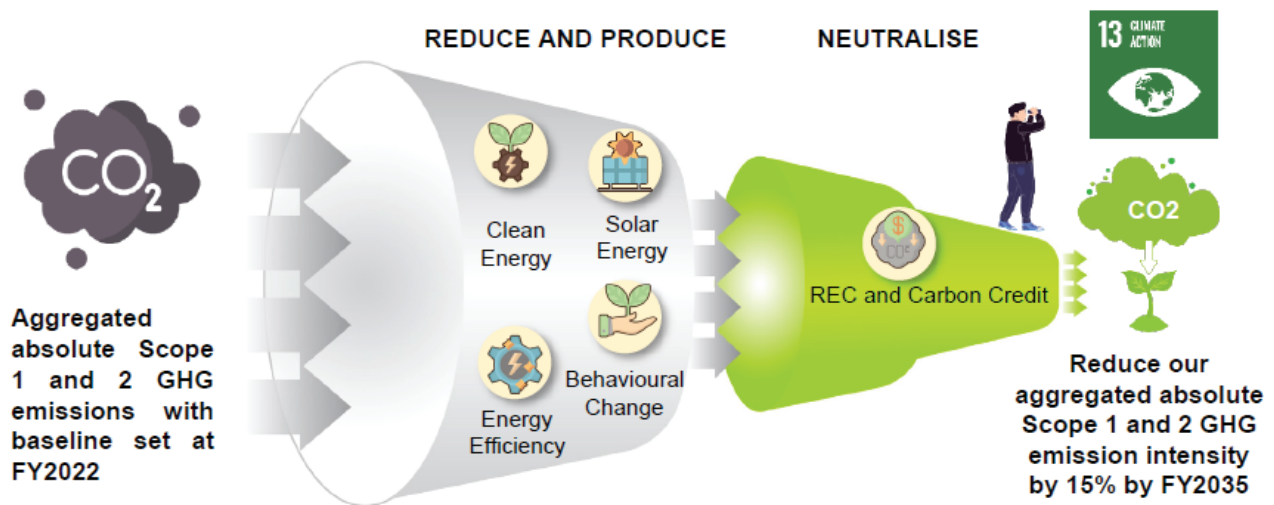 REDUCE AND PRODUCE
NEUTRALISE
13 CLIMATE
ACTION
CO2
Aggregated
absolute Scope
1 and 2 GHG
emissions with
baseline set at
FY2022
Clean
Energy
Solar
Energy
Energy
Efficiency
Behavioural
Change
$
REC and Carbon Credit
CO2
Reduce our
aggregated absolute
Scope 1 and 2 GHG
emission intensity
by 15% by FY2035